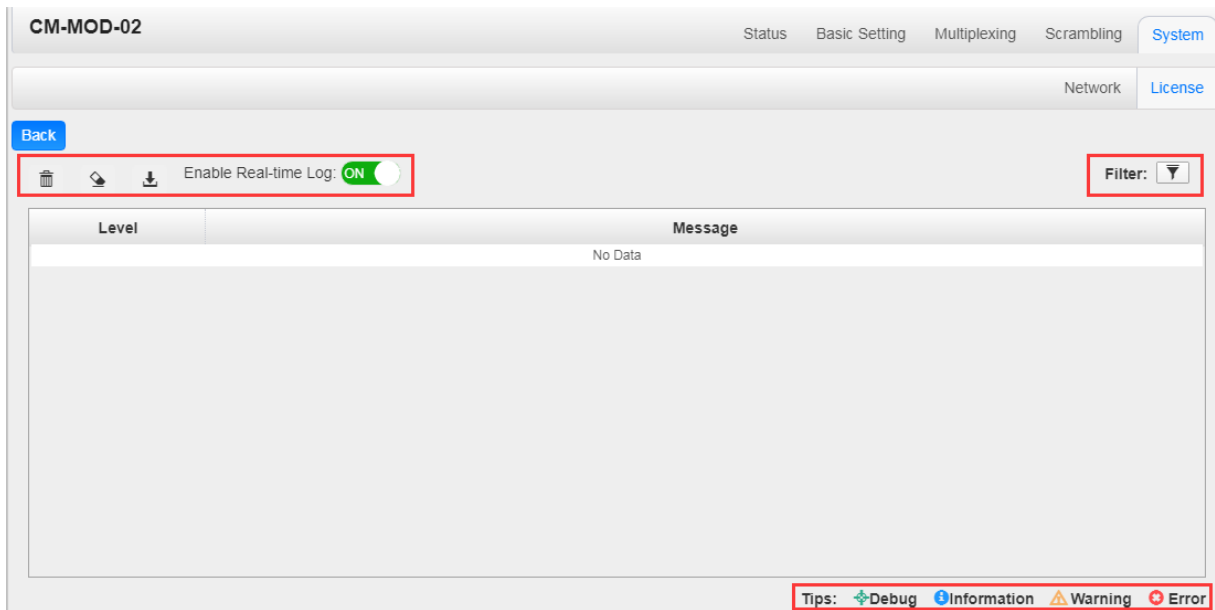 CM-MOD-02
Status Basic Setting Multiplexing Scrambling System
Network License
Back
Enable Real-time Log: ON
Filter:
Level Message
No Data
Tips: Debug Information Warning Error